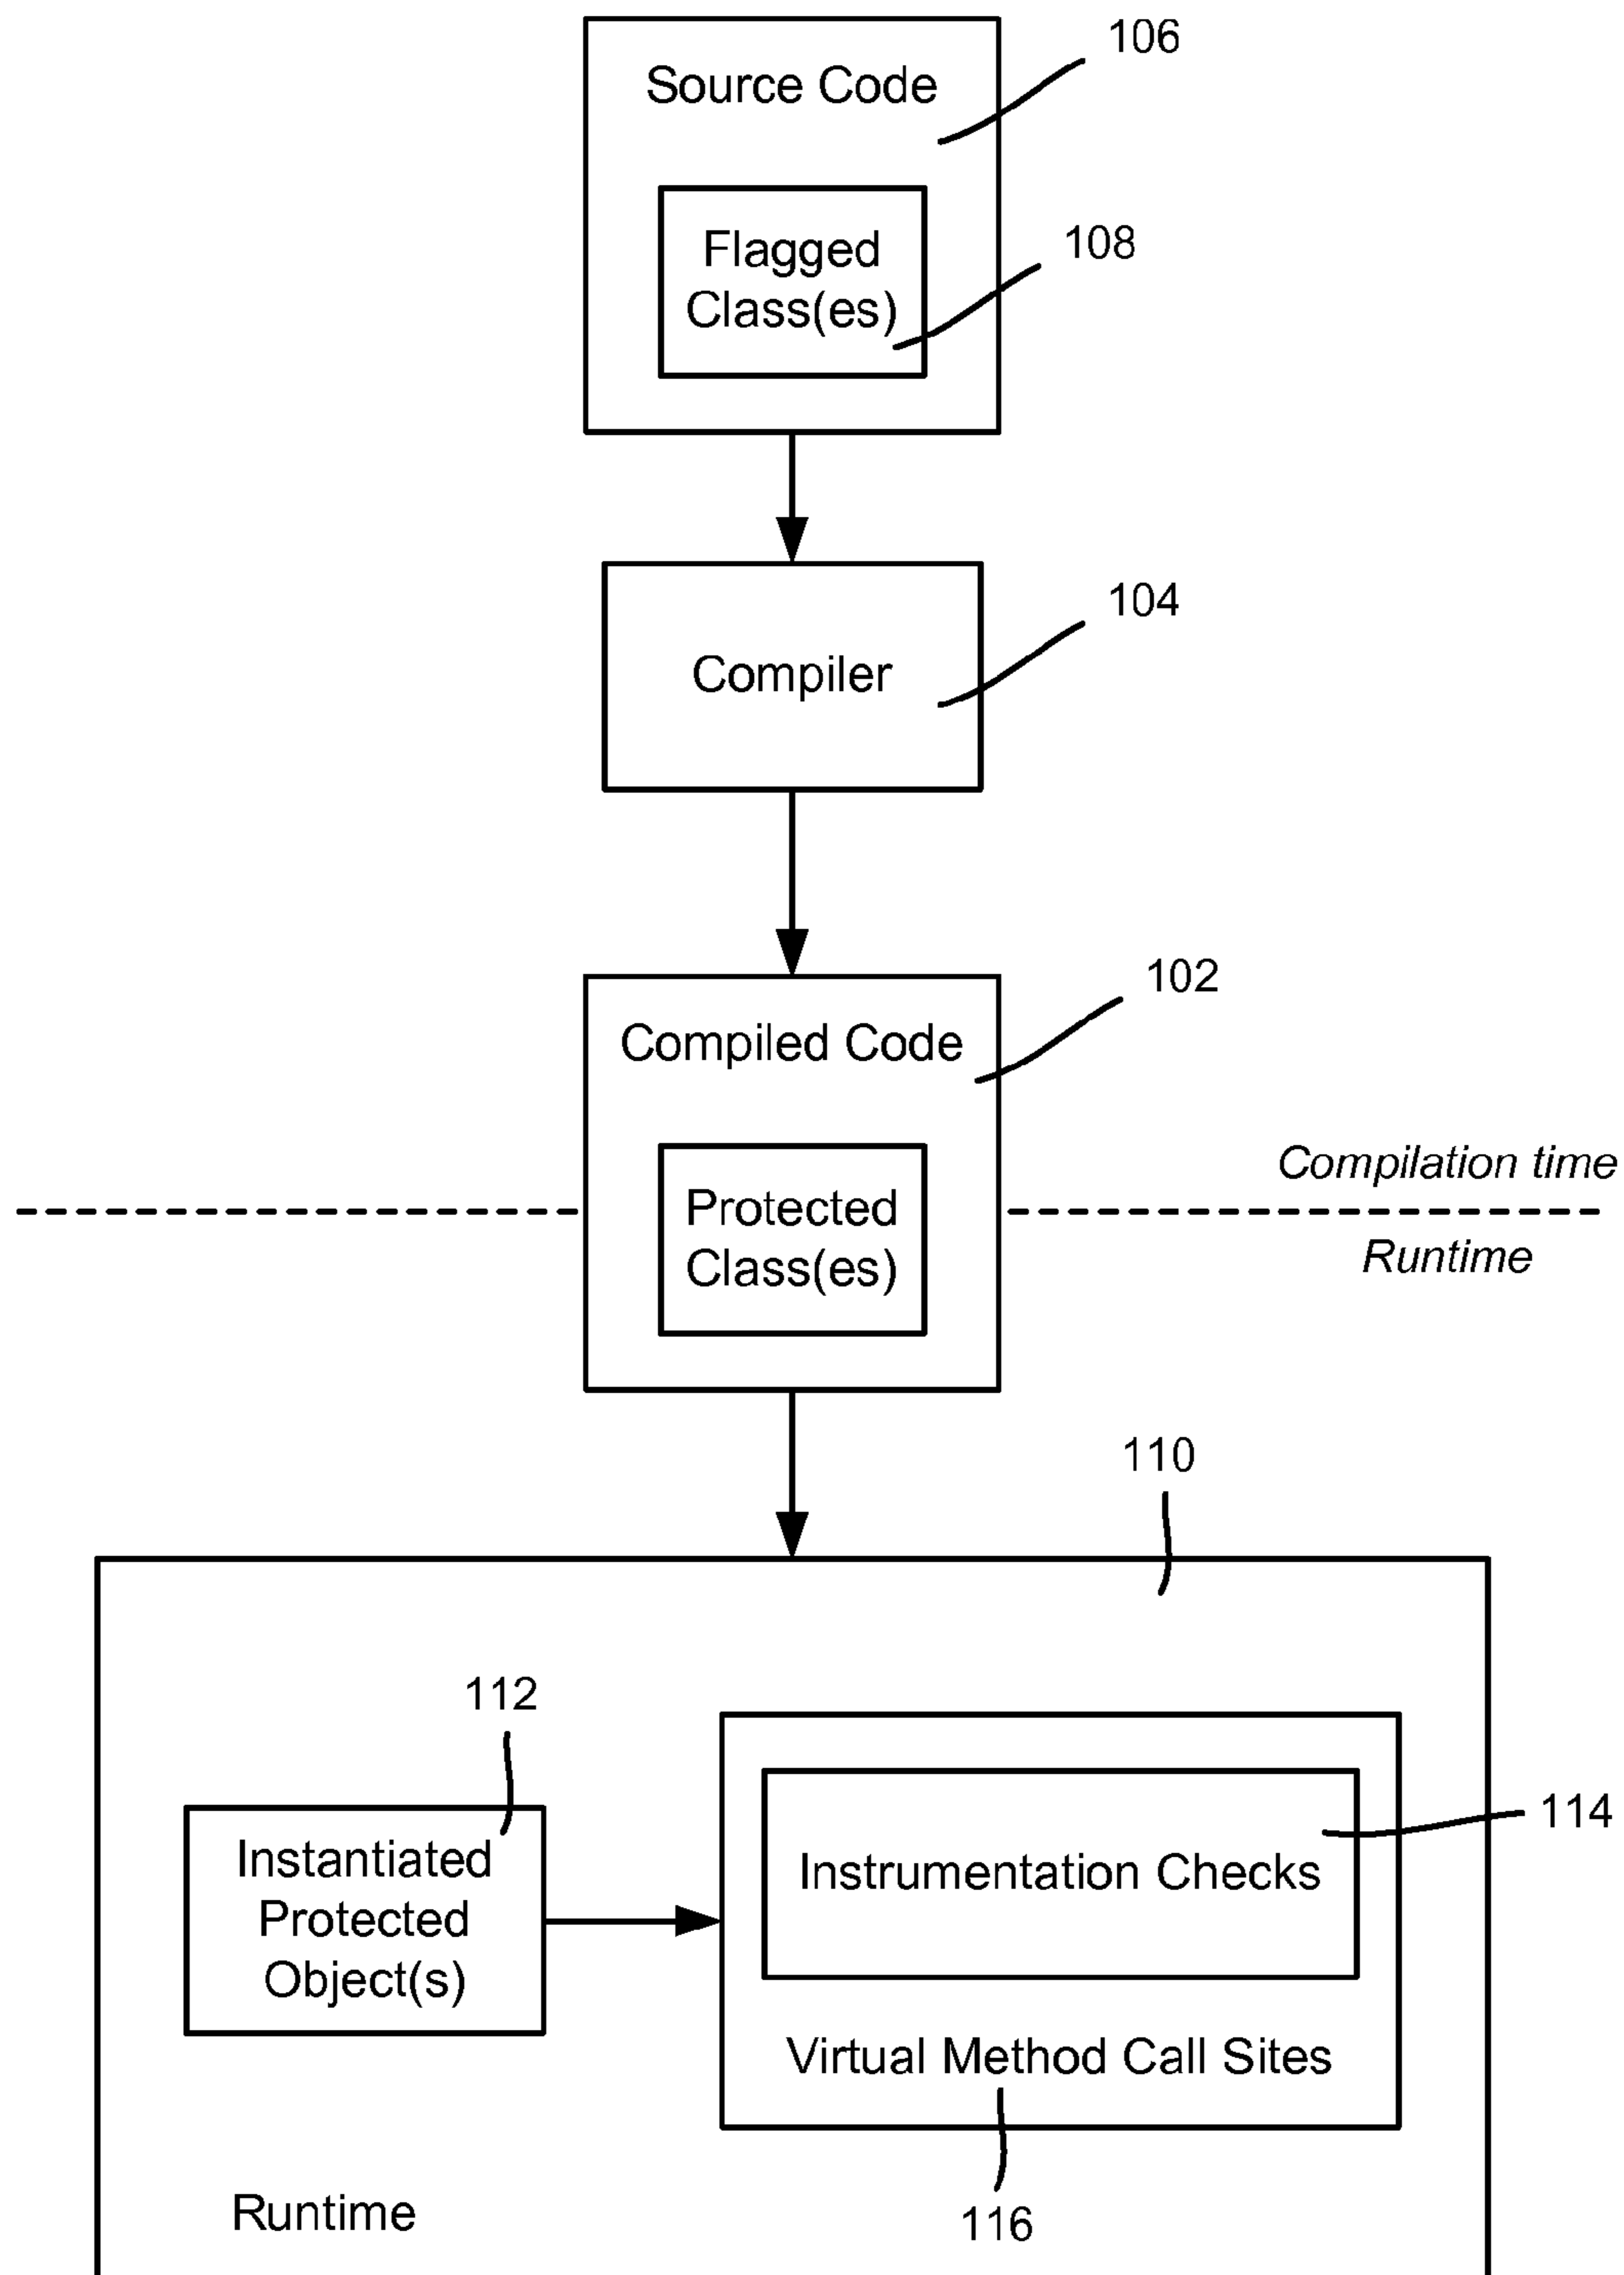 106
Source Code
108
Flagged
Class(es)
104
Compiler
102
Compiled Code
Compilation time
Protected
Class(es)
Runtime
110
112
114
Instantiated
Protected
Object(s)
Instrumentation Checks
Virtual Method Call Sites
Runtime
116